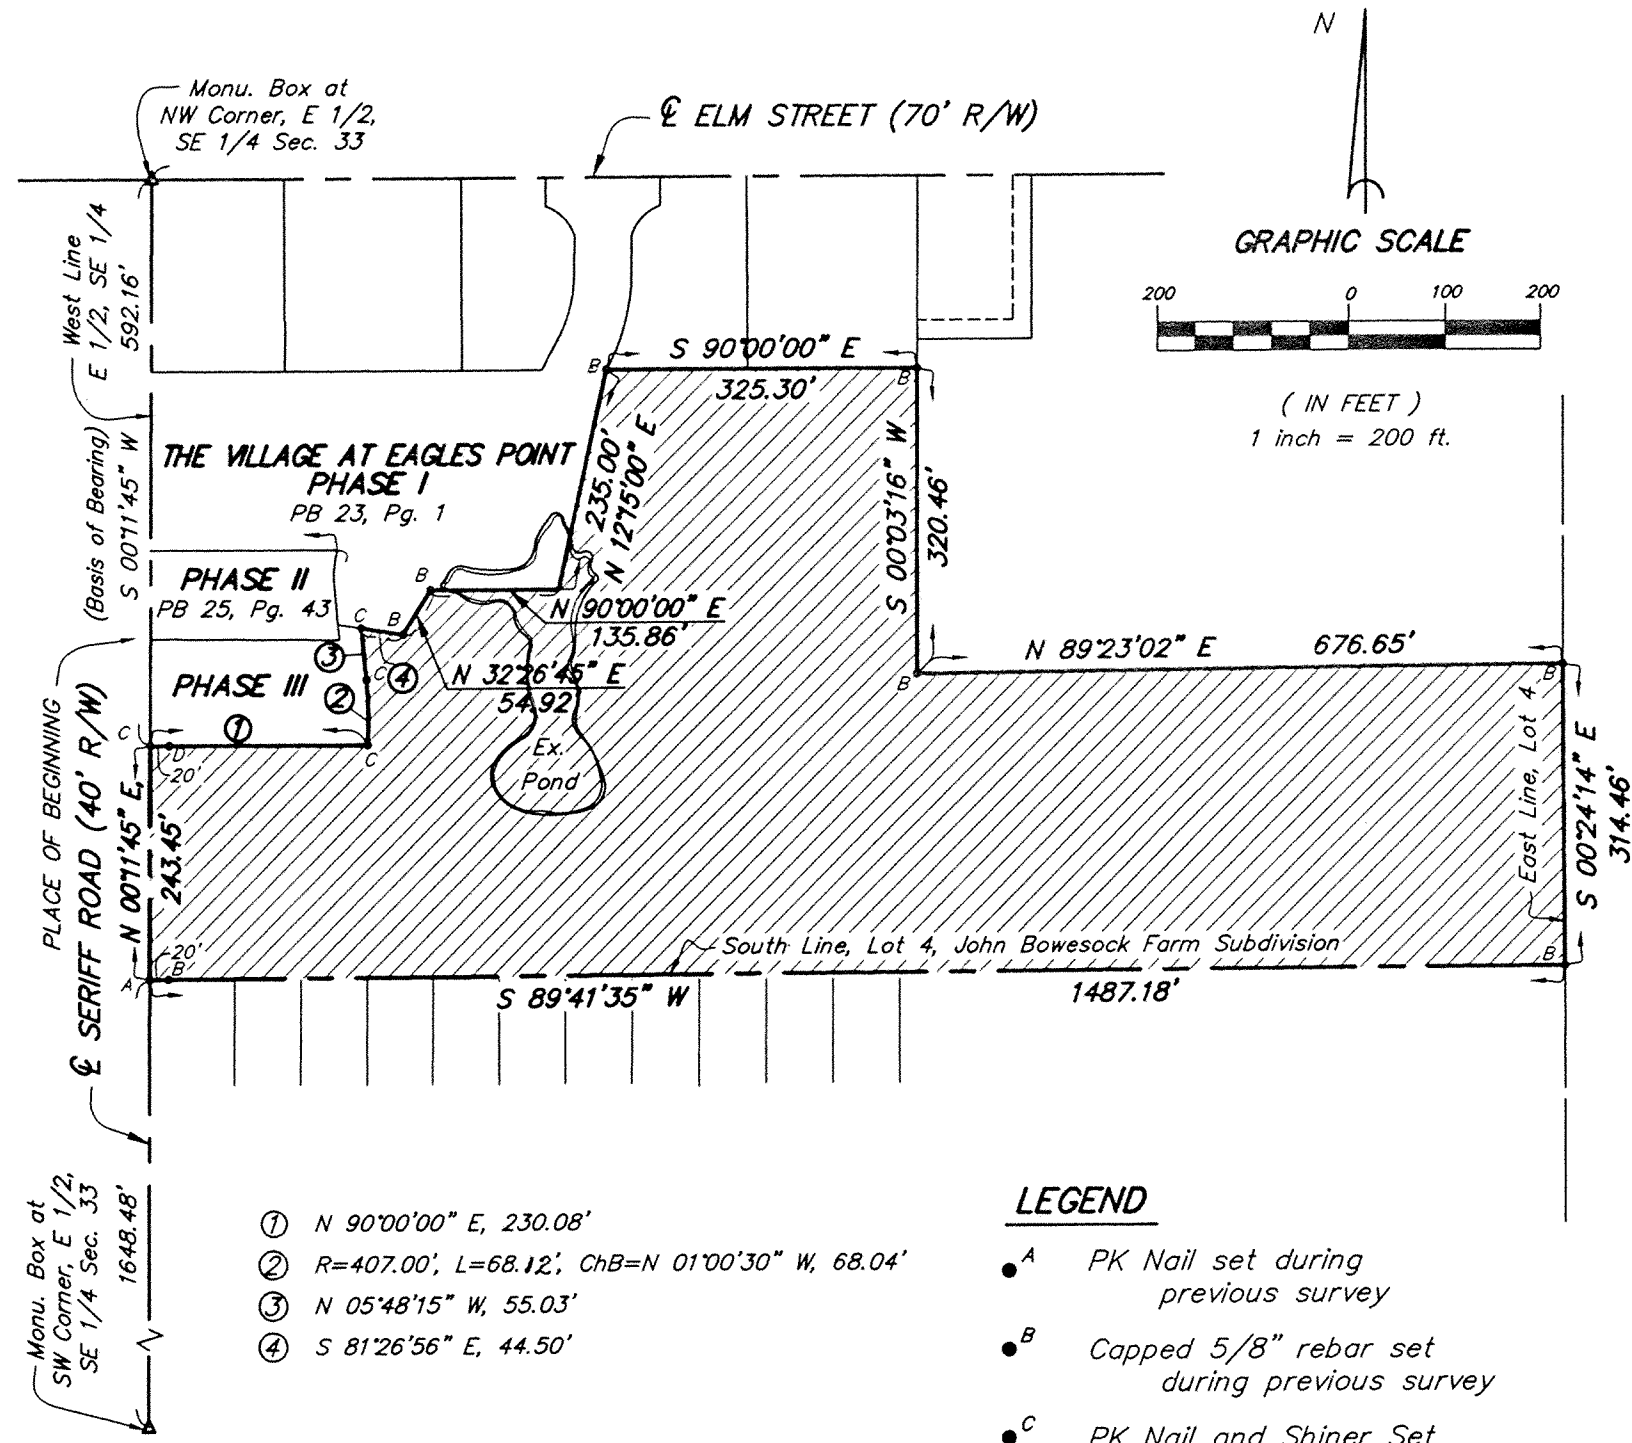 N
Monu. Box at
NW Corner, E 1/2,
SE 1/4 Sec. 33
℄ ELM STREET (70' R/W)
GRAPHIC SCALE
200 0 100 200
( IN FEET )
1 inch = 200 ft.
West Line
E 1/2, SE 1/4
592.16'
(Basis of Bearing)
S 00°11'45" W
THE VILLAGE AT EAGLES POINT
PHASE I
PB 23, Pg. 1
PHASE II
PB 25, Pg. 43
PHASE III
B
S 90°00'00" E
325.30'
B
235.00'
N 12°15'00" E
S 00°03'16" W
320.46'
B
N 90°00'00" E
135.86'
C
B
3
C
4
2
N 32°26'45" E
54.92'
1
C
D
20'
C
Ex.
Pond
B
N 89°23'02" E 676.65'
B
East Line, Lot 4
S 00°24'14" E
314.46'
PLACE OF BEGINNING
℄ SERIFF ROAD (40' R/W)
N 00°11'45" E,
243.45'
20'
A
B
South Line, Lot 4, John Bowesock Farm Subdivision
B
S 89°41'35" W 1487.18'
Monu. Box at
SW Corner, E 1/2,
SE 1/4 Sec. 33
1648.48'
1 N 90°00'00" E, 230.08'
2 R=407.00', L=68.12', ChB=N 01°00'30" W, 68.04'
3 N 05°48'15" W, 55.03'
4 S 81°26'56" E, 44.50'
LEGEND
A PK Nail set during
previous survey
B Capped 5/8" rebar set
during previous survey
C PK Nail and Shiner Set